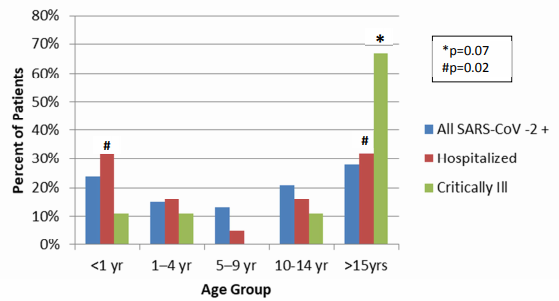 80%
70%
60%
50%
40%
30%
20%
10%
0%
Percent of Patients
#
#
*
*p=0.07
#p=0.02
All SARS-CoV -2 +
Hospitalized
Critically Ill
<1 yr
1–4 yr
5–9 yr
10-14 yr
>15yrs
Age Group